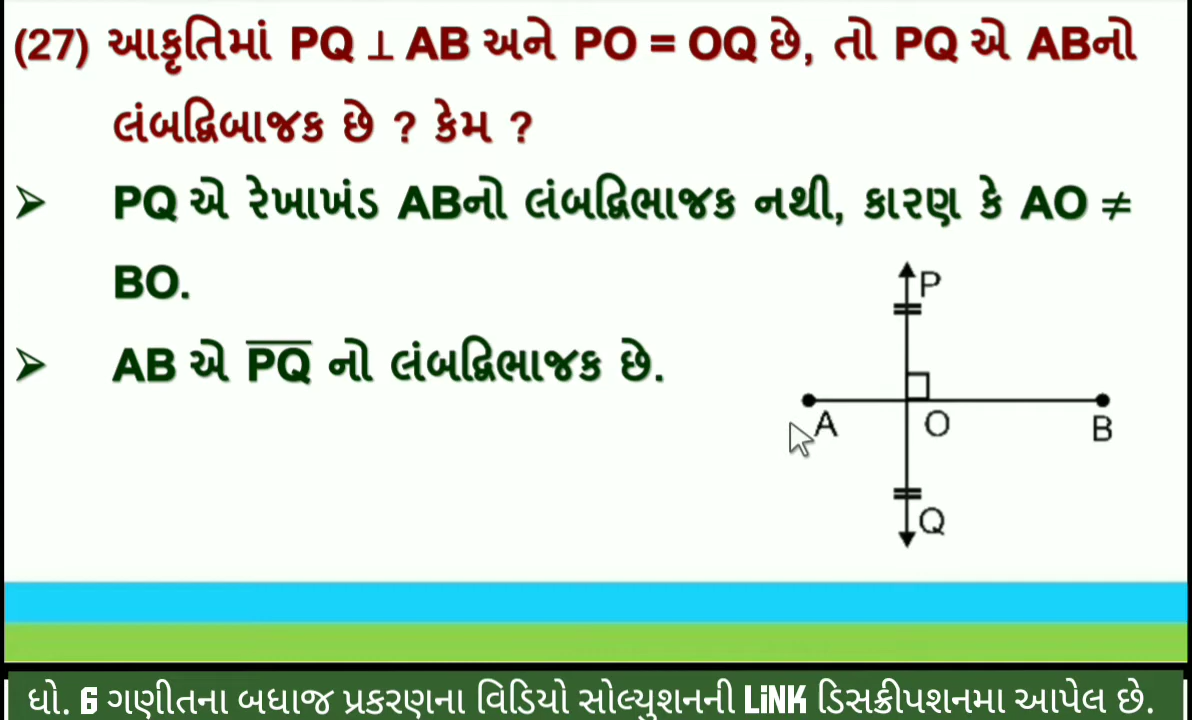 (27) આકૃતિમાં PQ ⊥ AB અને PO = OQ છે, તો PQ એ ABનો
લંબદ્વિબાજક છે ? કેમ ?
➢ PQ એ રેખાખંડ ABનો લંબદ્વિભાજક નથી, કારણ કે AO ≠
BO.
➢ AB એ P̅Q̅ નો લંબદ્વિભાજક છે.
P
A
O
B
Q
ધો. 6 ગણીતના બધાજ પ્રકરણના વિડિયો સોલ્યુશનની LiNK ડિસક્રીપશનમા આપેલ છે.